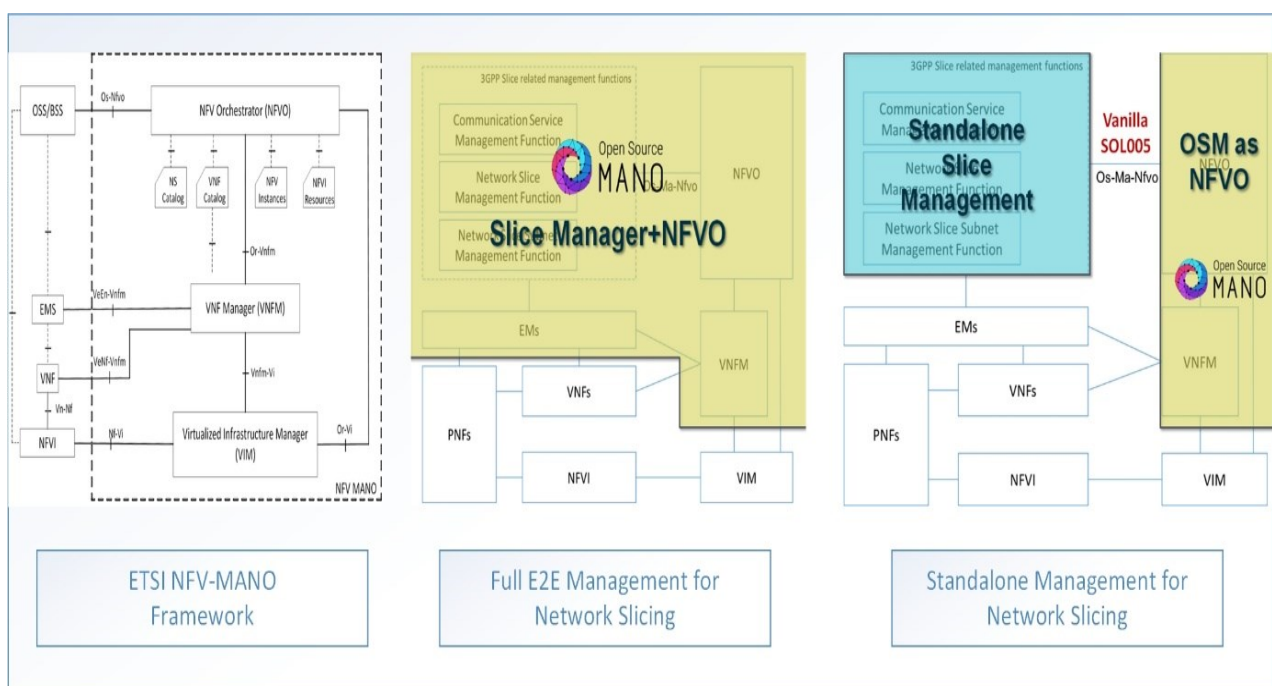 Os-Nfvo
OSS/BSS
NFV Orchestrator (NFVO)
NS
Catalog
VNF
Catalog
NFV
Instances
NFVI
Resources
Or-Vnfm
VeEn-Vnfm
EMS
VNF Manager (VNFM)
VeNf-Vnfm
VNF
Vnfm-Vi
Vn-Nf
NFVI
Nf-Vi
Virtualized Infrastructure Manager
(VIM)
Or-Vi
NFV MANO
ETSI NFV-MANO
Framework
3GPP Slice related management functions
Communication Service
Management Function
Open Source
MANO
Network Slice
Management Function
Os-Ma-Nfvo
NFVO
Slice Manager+NFVO
Network Slice Subnet
Management Function
EMs
VNFM
VNFs
PNFs
NFVI
VIM
Full E2E Management for
Network Slicing
3GPP Slice related management functions
Communication Service
Standalone
Slice
Management
Management Function
Network Slice Subnet
Management Function
Vanilla
SOL005
Os-Ma-Nfvo
OSM as
NFVO
NFVO
Open Source
MANO
EMs
VNFM
VNFs
PNFs
NFVI
VIM
Standalone Management for
Network Slicing